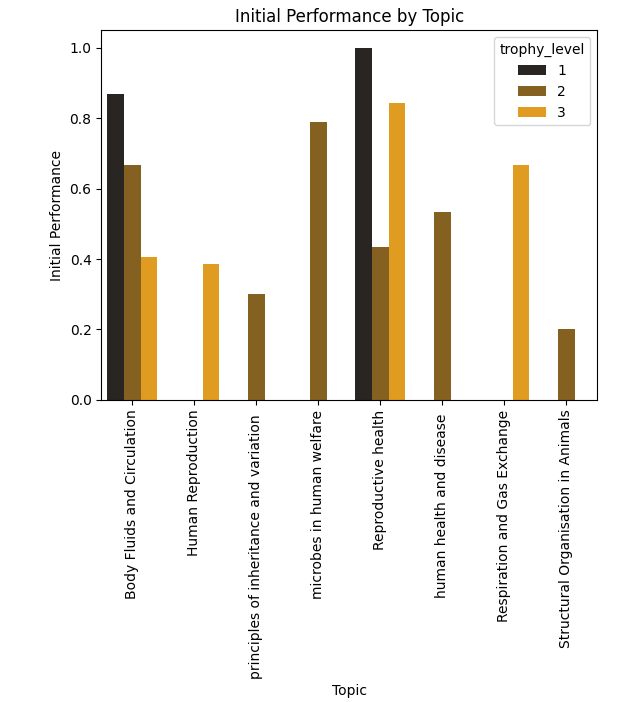 Initial Performance by Topic
trophy_level
1
2
3
Initial Performance
1.0
0.8
0.6
0.4
0.2
0.0
Body Fluids and Circulation
Human Reproduction
principles of inheritance and variation
microbes in human welfare
Reproductive health
human health and disease
Respiration and Gas Exchange
Structural Organisation in Animals
Topic